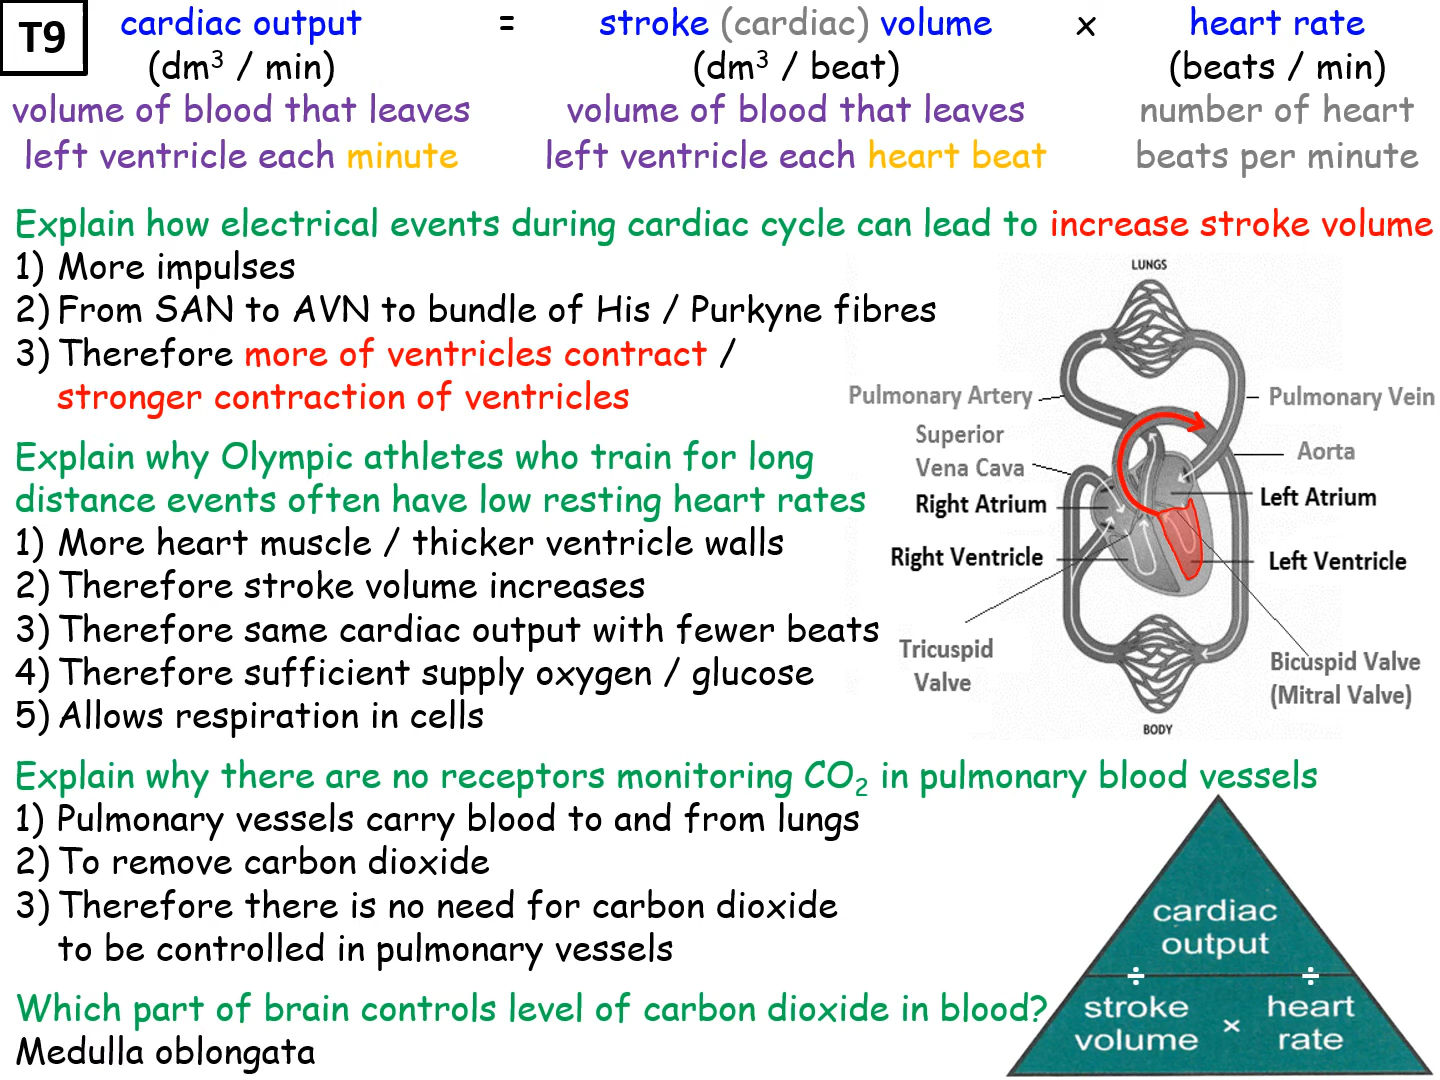 T9
cardiac output = stroke (cardiac) volume x heart rate
(dm³ / min) (dm³ / beat) (beats / min)
volume of blood that leaves volume of blood that leaves number of heart
left ventricle each minute left ventricle each heart beat beats per minute
Explain how electrical events during cardiac cycle can lead to increase stroke volume
1) More impulses
2) From SAN to AVN to bundle of His / Purkyne fibres
3) Therefore more of ventricles contract /
stronger contraction of ventricles
Explain why Olympic athletes who train for long
distance events often have low resting heart rates
1) More heart muscle / thicker ventricle walls
2) Therefore stroke volume increases
3) Therefore same cardiac output with fewer beats
4) Therefore sufficient supply oxygen / glucose
5) Allows respiration in cells
LUNGS
Pulmonary Artery
Pulmonary Vein
Superior
Vena Cava
Aorta
Right Atrium
Left Atrium
Right Ventricle
Left Ventricle
Tricuspid
Valve
Bicuspid Valve
(Mitral Valve)
BODY
Explain why there are no receptors monitoring CO₂ in pulmonary blood vessels
1) Pulmonary vessels carry blood to and from lungs
2) To remove carbon dioxide
3) Therefore there is no need for carbon dioxide
to be controlled in pulmonary vessels
Which part of brain controls level of carbon dioxide in blood?
Medulla oblongata
cardiac
output
÷ ÷
stroke
volume
x
heart
rate